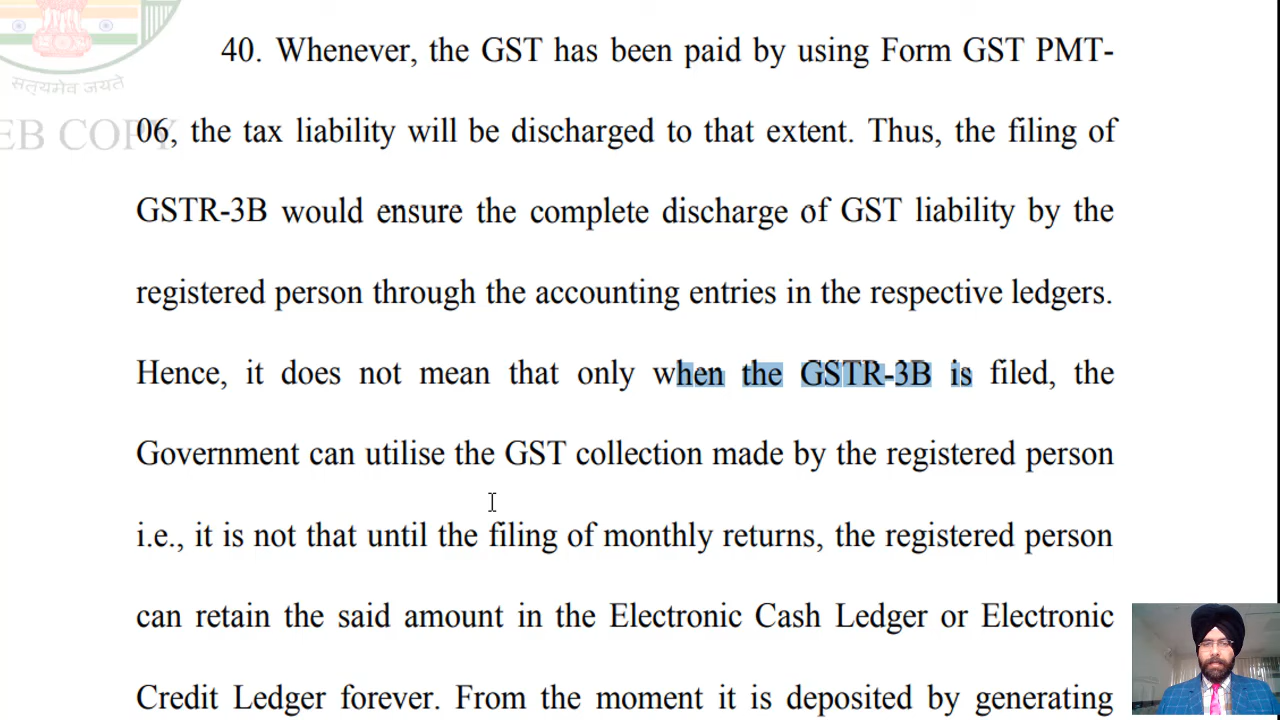 सत्यमेव जयते
EB COPY
40. Whenever, the GST has been paid by using Form GST PMT-
06, the tax liability will be discharged to that extent. Thus, the filing of
GSTR-3B would ensure the complete discharge of GST liability by the
registered person through the accounting entries in the respective ledgers.
Hence, it does not mean that only when the GSTR-3B is filed, the
Government can utilise the GST collection made by the registered person
i.e., it is not that until the filing of monthly returns, the registered person
can retain the said amount in the Electronic Cash Ledger or Electronic
Credit Ledger forever. From the moment it is deposited by generating